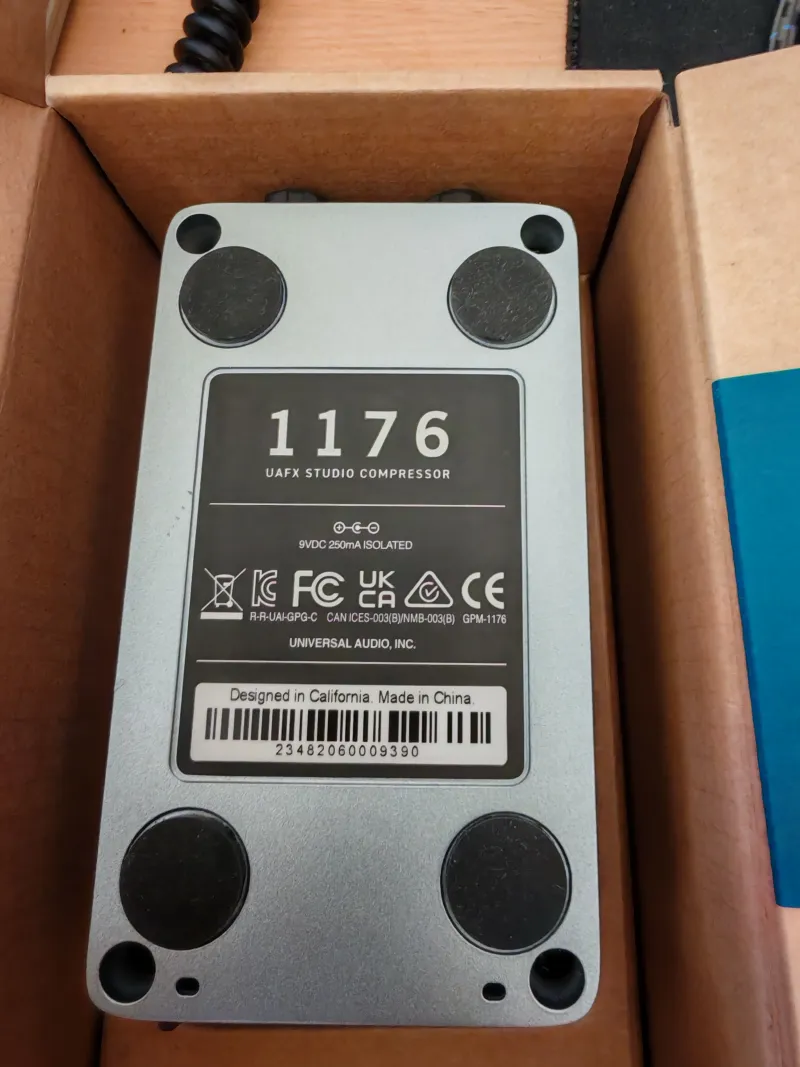 1176
UAFX STUDIO COMPRESSOR
9VDC 250mA ISOLATED
FC UK CA CE
R-R-UAI-GPG-C CAN ICES-003(B)/NMB-003(B) GPM-1176
UNIVERSAL AUDIO, INC.
Designed in California. Made in China.
23482060009390